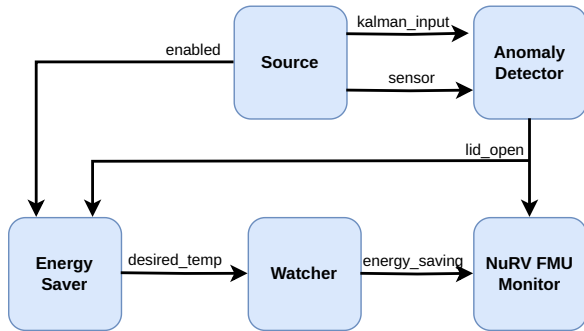 kalman_input
enabled
Source
Anomaly
Detector
sensor
lid_open
Energy
Saver
desired_temp
Watcher
energy_saving
NuRV FMU
Monitor